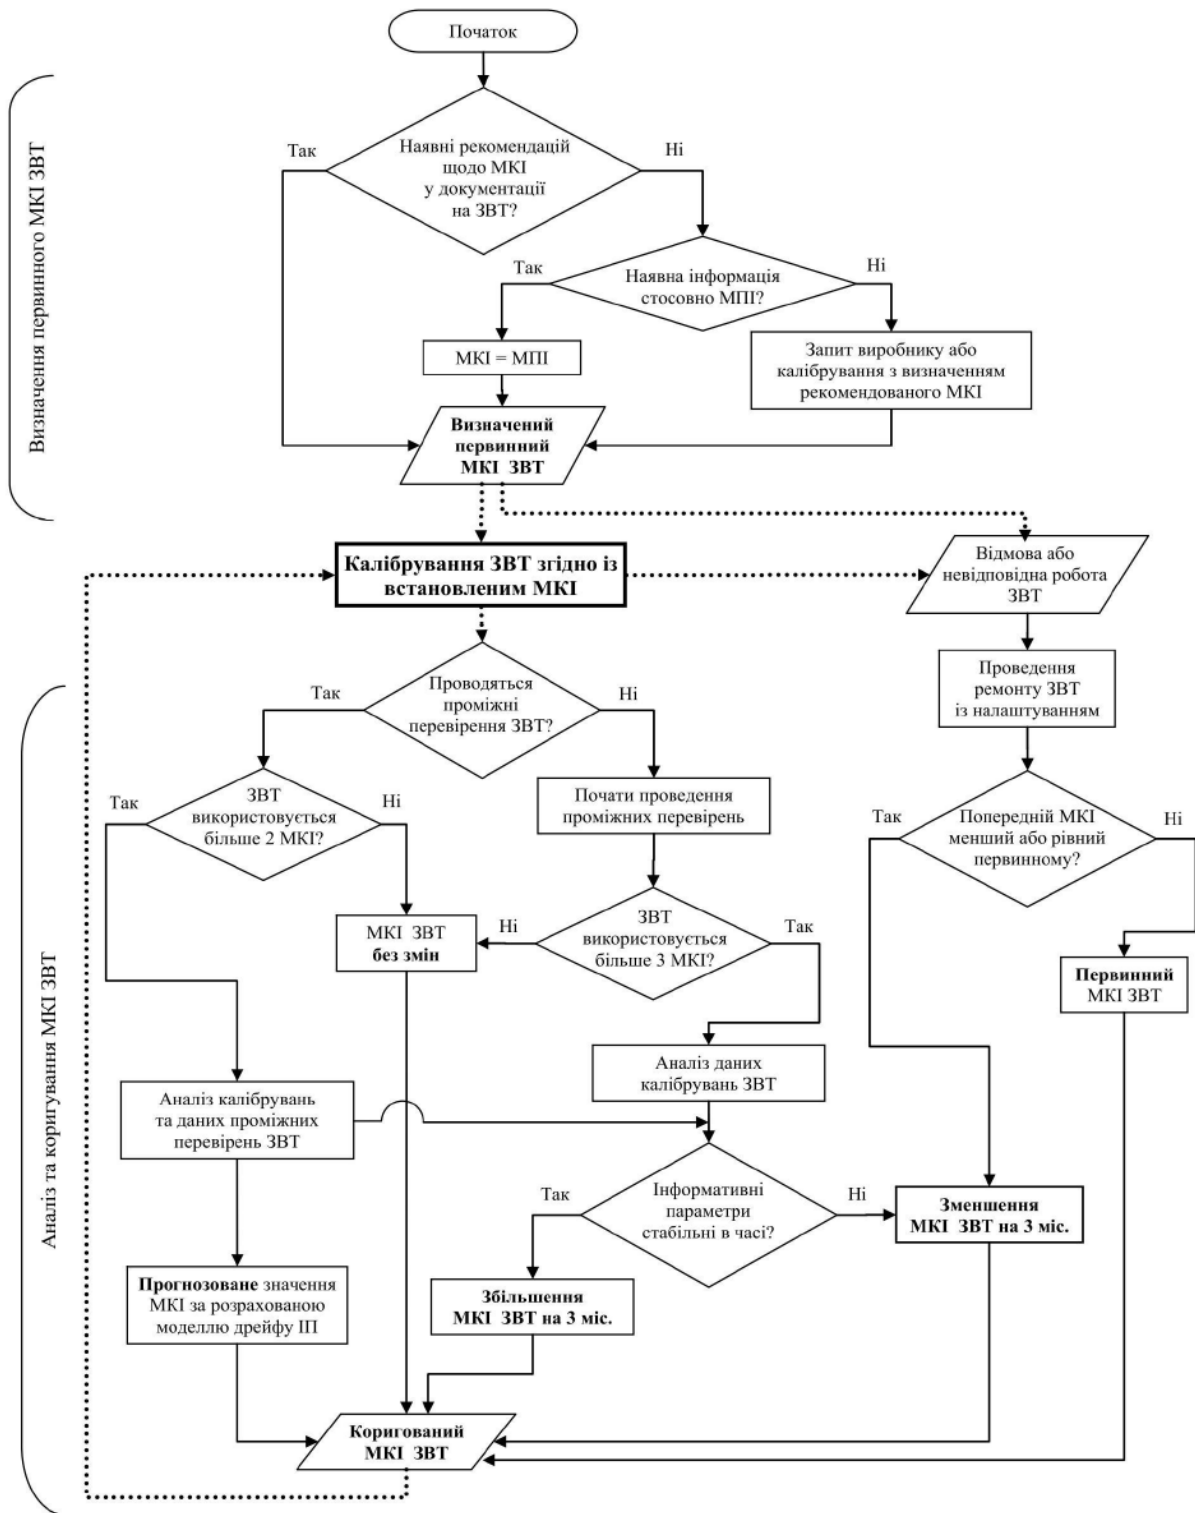 Початок
Визначення первинного МКІ ЗВТ
Так
Наявні рекомендацій
щодо МКІ
у документації
на ЗВТ?
Ні
Так
Наявна інформація
стосовно МПІ?
Ні
МКІ = МПІ
Запит виробнику або
калібрування з визначенням
рекомендованого МКІ
Визначений
первинний
МКІ ЗВТ
Калібрування ЗВТ згідно із
встановленим МКІ
Відмова або
невідповідна робота
ЗВТ
Проведення
ремонту ЗВТ
із налаштуванням
Аналіз та коригування МКІ ЗВТ
Так
Проводяться
проміжні
перевірення ЗВТ?
Ні
Так
ЗВТ
використовується
більше 2 МКІ?
Ні
Почати проведення
проміжних перевірень
Так
Попередній МКІ
менший або рівний
первинному?
Ні
МКІ ЗВТ
без змін
Ні
ЗВТ
використовується
більше 3 МКІ?
Так
Первинний
МКІ ЗВТ
Аналіз даних
калібрувань ЗВТ
Аналіз калібрувань
та даних проміжних
перевірень ЗВТ
Так
Інформативні
параметри
стабільні в часі?
Ні
Зменшення
МКІ ЗВТ на 3 міс.
Прогнозоване значення
МКІ за розрахованою
моделлю дрейфу ІП
Збільшення
МКІ ЗВТ на 3 міс.
Коригований
МКІ ЗВТ